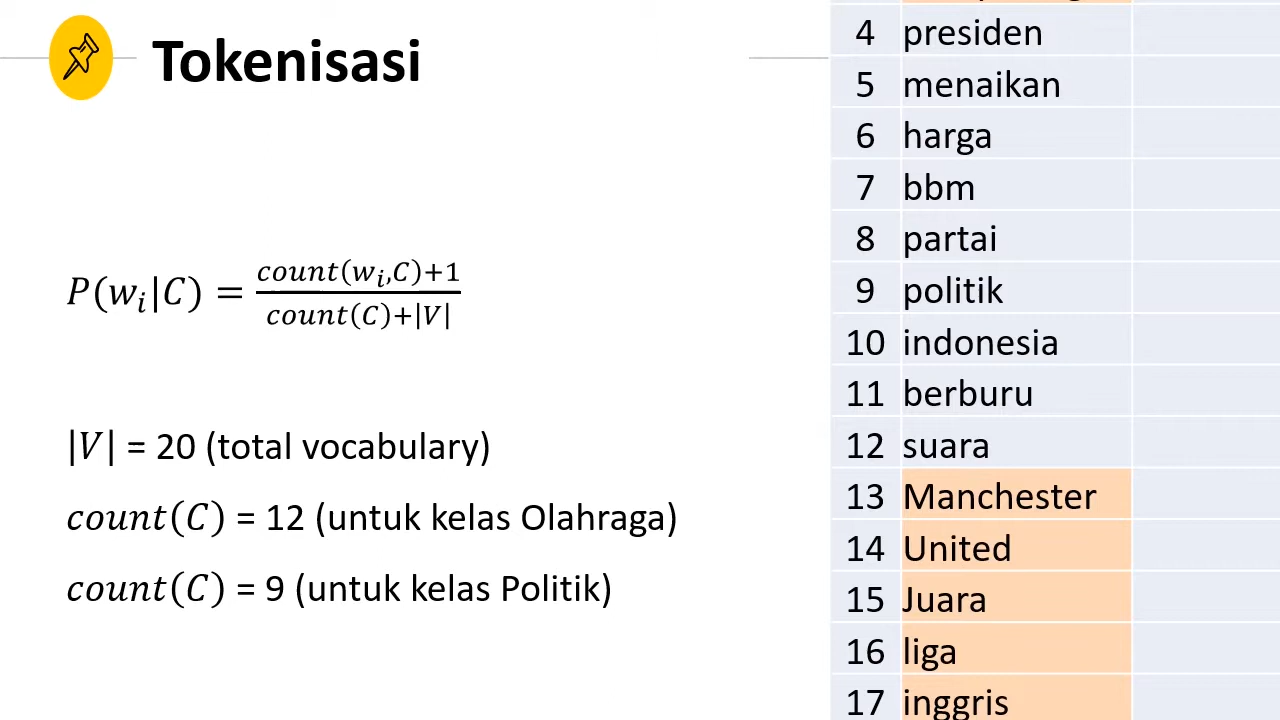 Tokenisasi
P(wᵢ|C) = count(wᵢ,C)+1 / count(C)+|V|
|V| = 20 (total vocabulary)
count(C) = 12 (untuk kelas Olahraga)
count(C) = 9 (untuk kelas Politik)
4 presiden
5 menaikan
6 harga
7 bbm
8 partai
9 politik
10 indonesia
11 berburu
12 suara
13 Manchester
14 United
15 Juara
16 liga
17 inggris